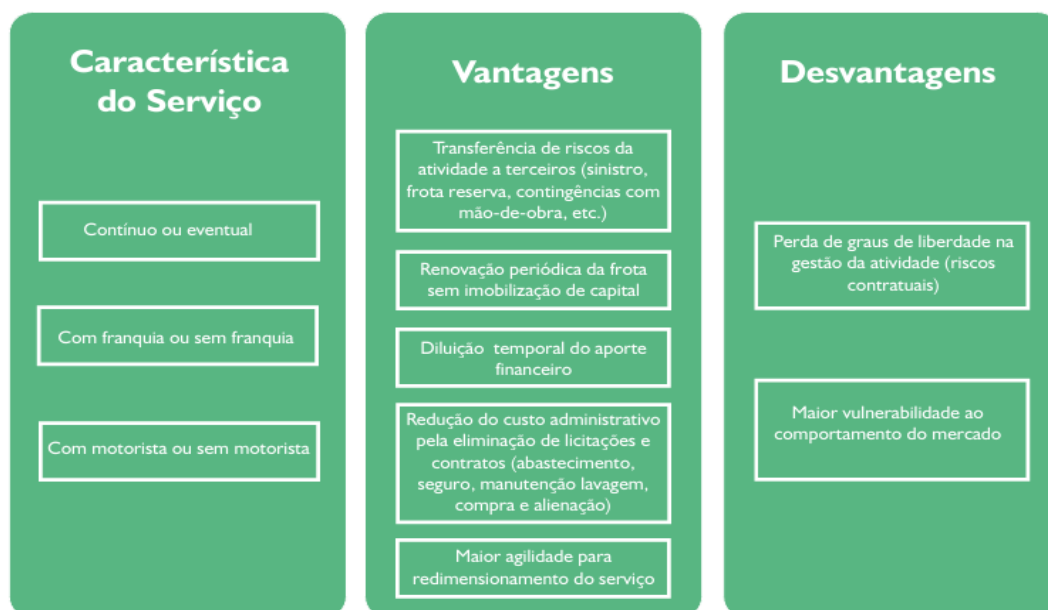 Característica
do Serviço
Contínuo ou eventual
Com franquia ou sem franquia
Com motorista ou sem motorista
Vantagens
Transferência de riscos da
atividade a terceiros (sinistro,
frota reserva, contingências com
mão-de-obra, etc.)
Renovação periódica da frota
sem imobilização de capital
Diluição temporal do aporte
financeiro
Redução do custo administrativo
pela eliminação de licitações e
contratos (abastecimento,
seguro, manutenção lavagem,
compra e alienação)
Maior agilidade para
redimensionamento do serviço
Desvantagens
Perda de graus de liberdade na
gestão da atividade (riscos
contratuais)
Maior vulnerabilidade ao
comportamento do mercado